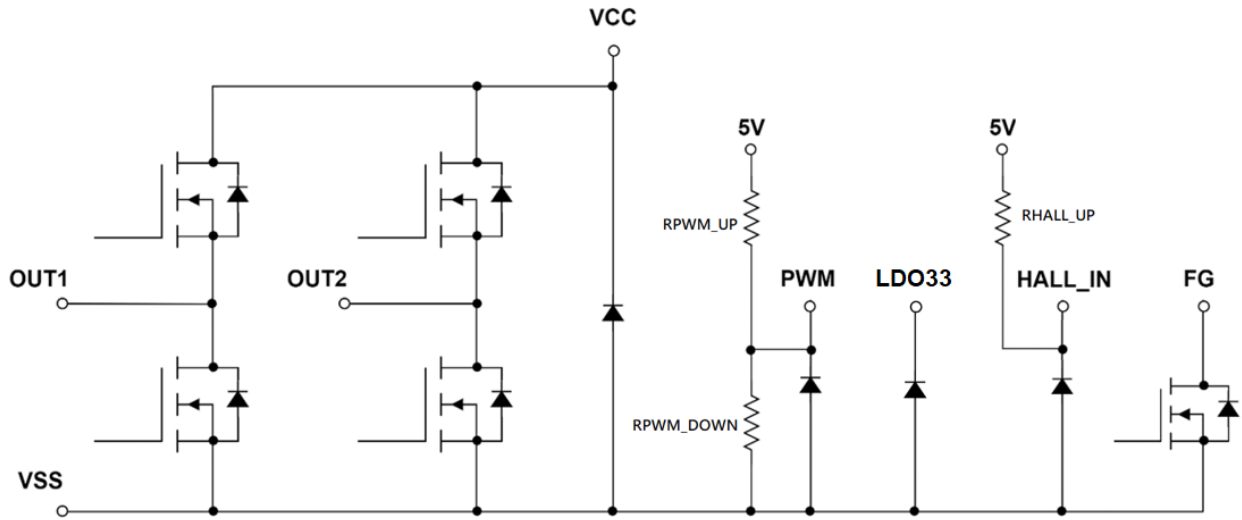 VCC
5V
5V
RPWM_UP
RHALL_UP
OUT1
OUT2
PWM
LDO33
HALL_IN
FG
RPWM_DOWN
VSS